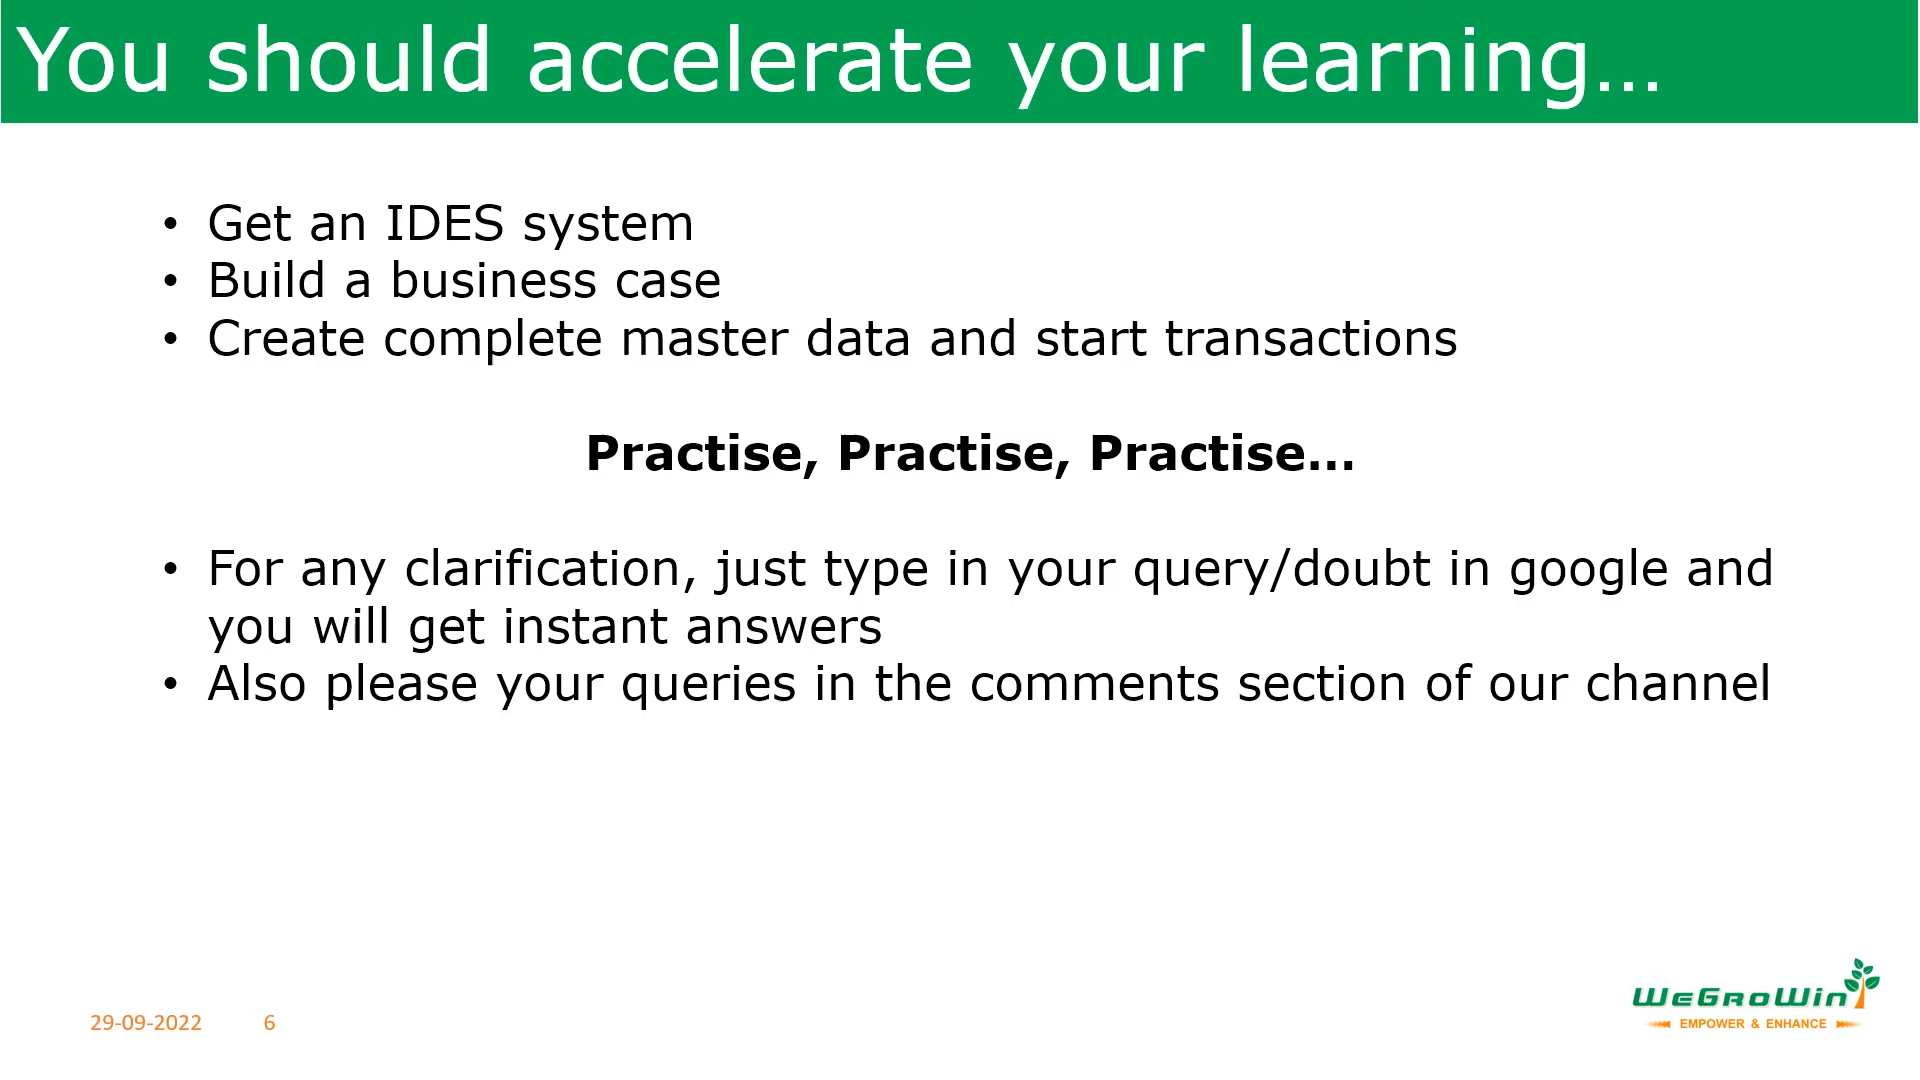 You should accelerate your learning...
• Get an IDES system
• Build a business case
• Create complete master data and start transactions
Practise, Practise, Practise...
• For any clarification, just type in your query/doubt in google and
you will get instant answers
• Also please your queries in the comments section of our channel
29-09-2022 6
WeGroWin
EMPOWER & ENHANCE